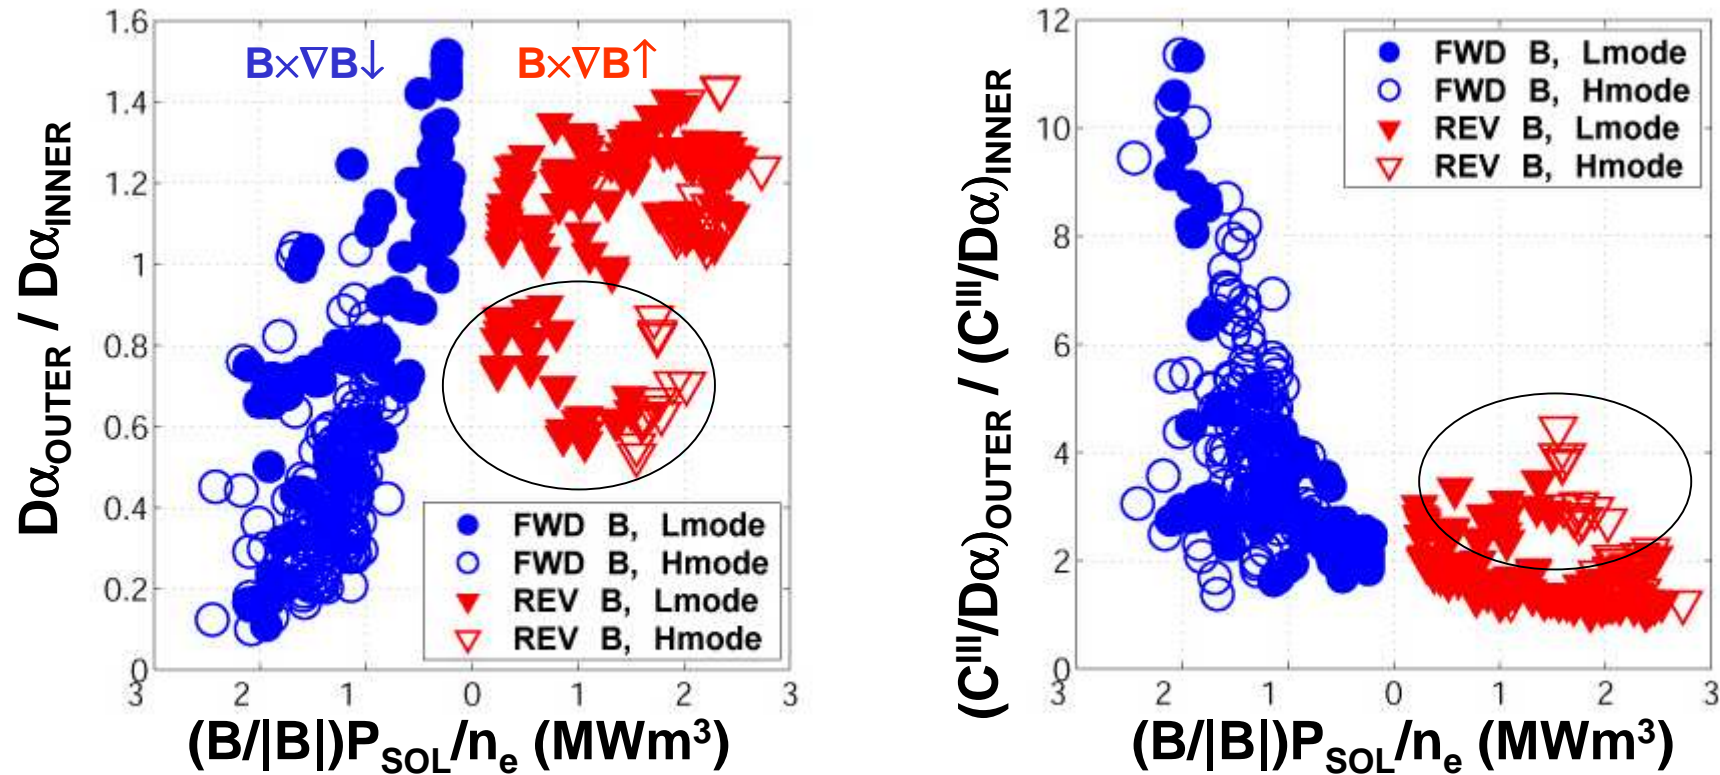 Dα_OUTER / Dα_INNER
1.6
1.4
1.2
1
0.8
0.6
0.4
0.2
0
B×∇B↓
B×∇B↑
FWD B, Lmode
FWD B, Hmode
REV B, Lmode
REV B, Hmode
3 2 1 0 1 2 3
(B/|B|)P_SOL/n_e (MWm³)
(C^III/Dα)_OUTER / (C^III/Dα)_INNER
12
10
8
6
4
2
0
FWD B, Lmode
FWD B, Hmode
REV B, Lmode
REV B, Hmode
3 2 1 0 1 2 3
(B/|B|)P_SOL/n_e (MWm³)